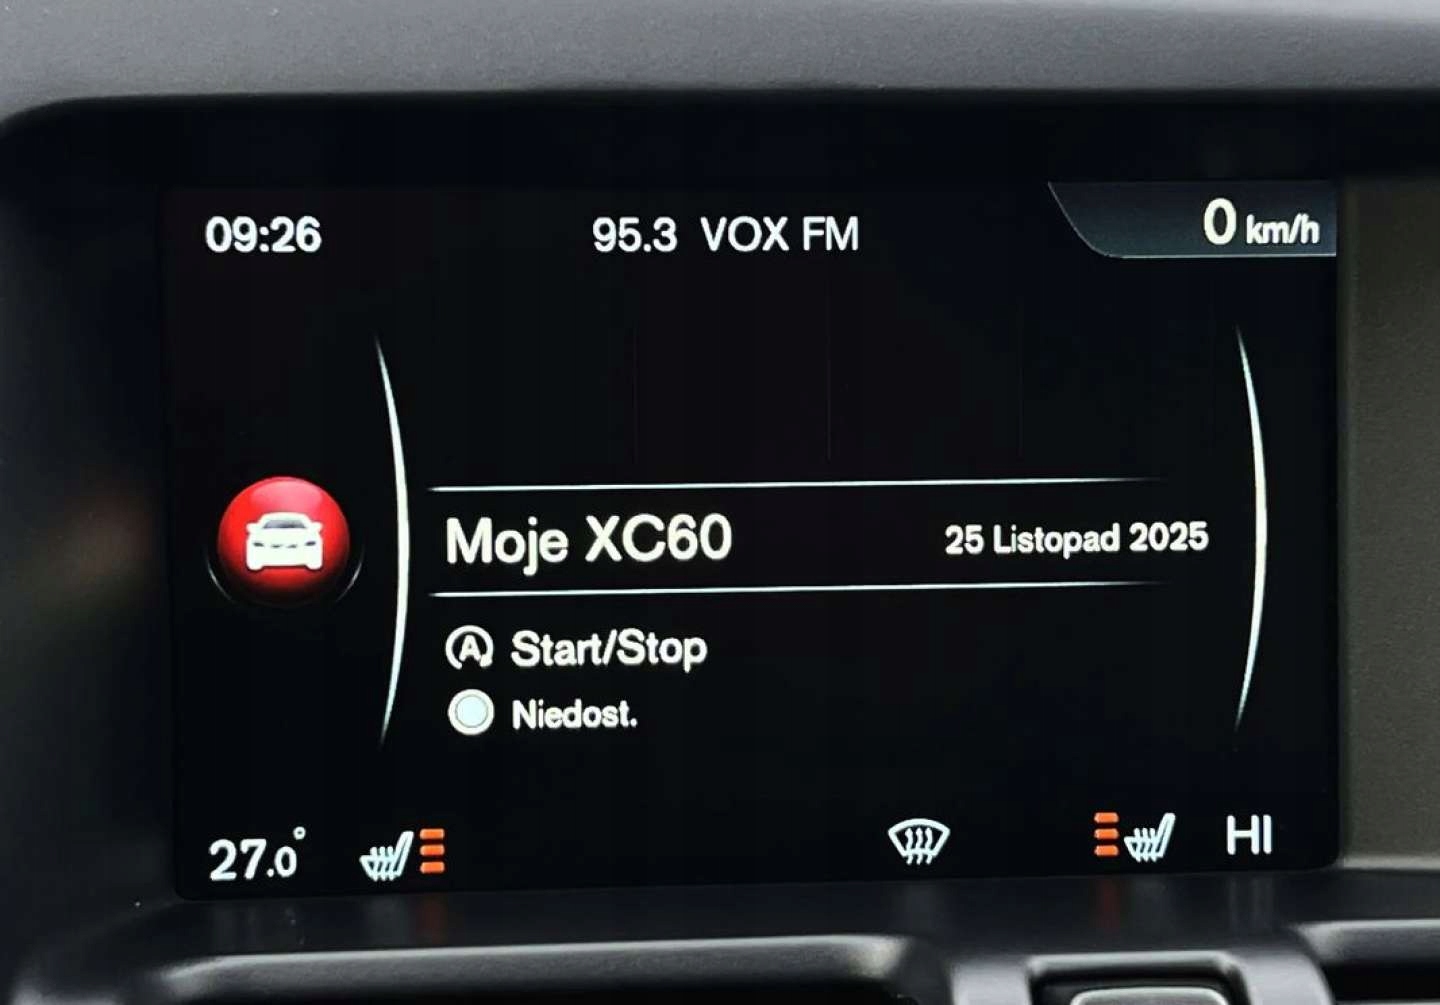 09:26 95.3 VOX FM 0 km/h
Moje XC60 25 Listopad 2025
A Start/Stop
Niedost.
27.0° HI